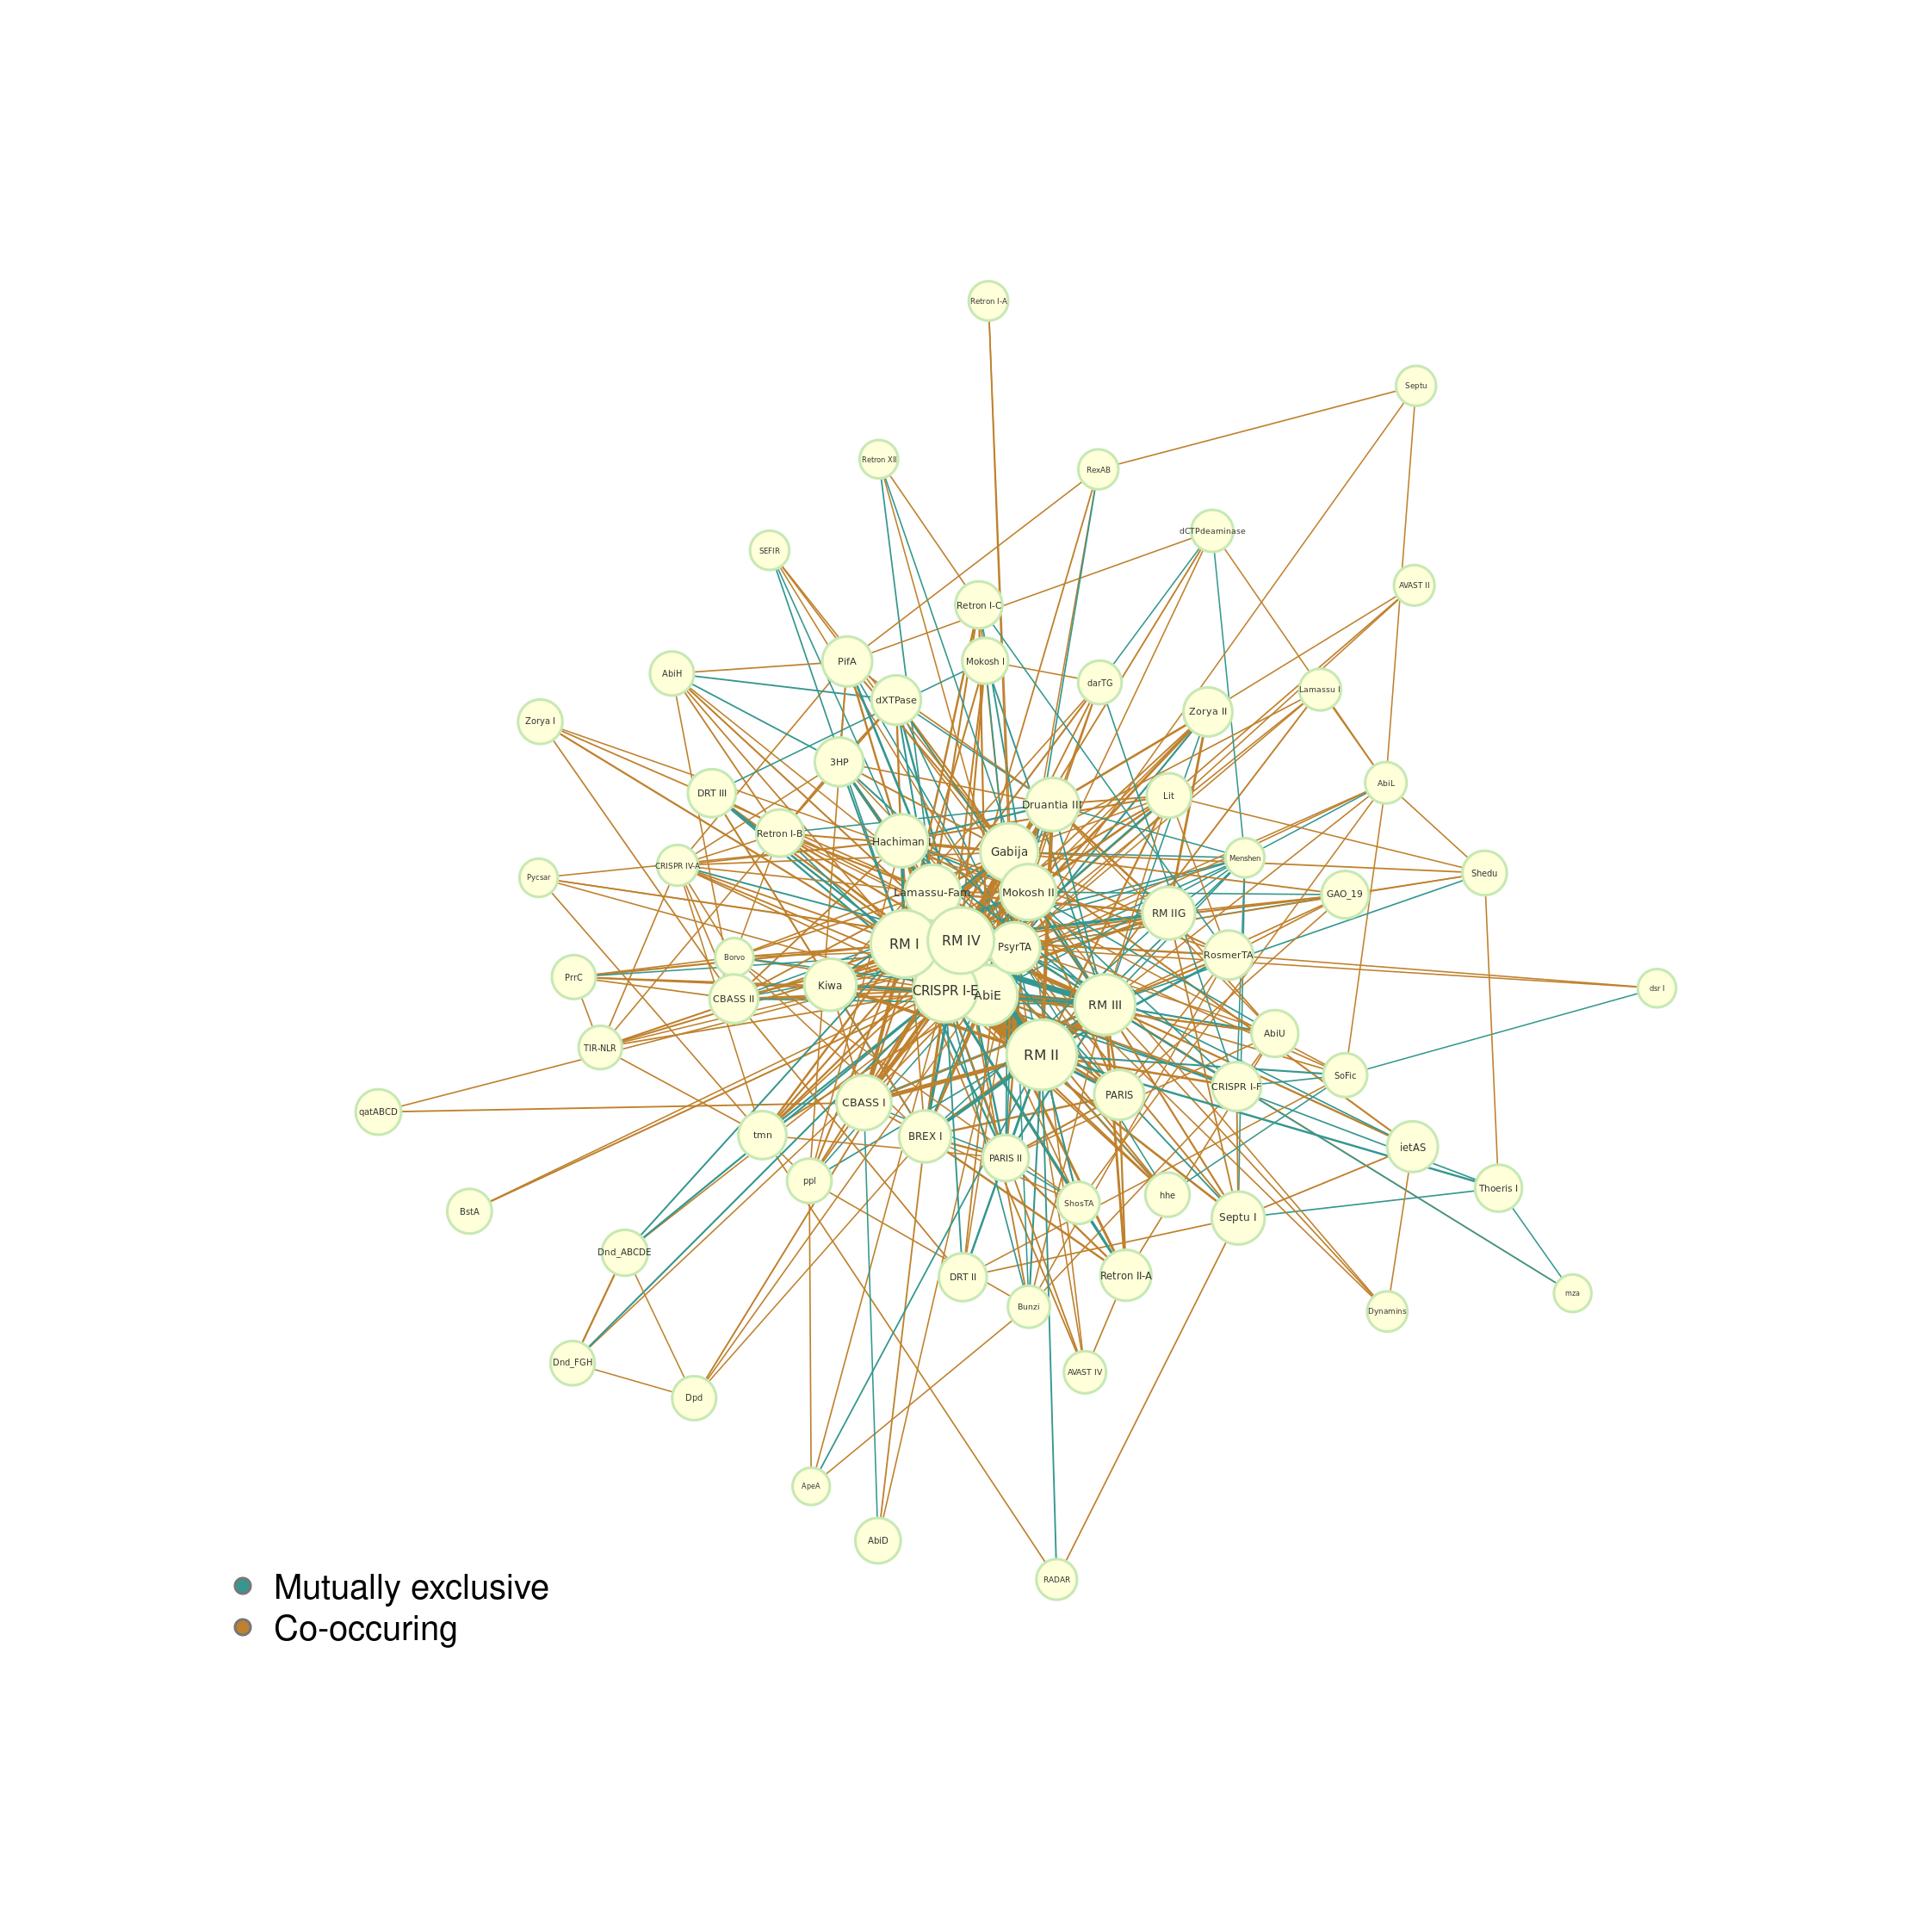 Retron I-A
Septu
Retron XII
RexAB
dCTPdeaminase
SEFIR
AVAST II
Retron I-C
PifA
Mokosh I
AbiH
darTG
Lamassu I
dXTPase
Zorya II
Zorya I
3HP
AbiL
DRT III
Lit
Druantia III
Retron I-B
Hachiman I
Gabija
Menshen
CRISPR IV-A
Shedu
Pycsar
Lamassu-Fam
Mokosh II
GAO_19
RM IIG
RM I
RM IV
PsyrTA
Borvo
RosmerTA
PrrC
Kiwa
CRISPR I-E
AbiE
dsr I
CBASS II
RM III
AbiU
TIR-NLR
RM II
SoFic
CRISPR I-F
PARIS
CBASS I
qatABCD
tmn
BREX I
ietAS
PARIS II
ppl
Thoeris I
hhe
ShosTA
BstA
Septu I
Dnd_ABCDE
DRT II
Retron II-A
mza
Bunzi
Dynamins
Dnd_FGH
AVAST IV
Dpd
ApeA
AbiD
RADAR
Mutually exclusive
Co-occuring